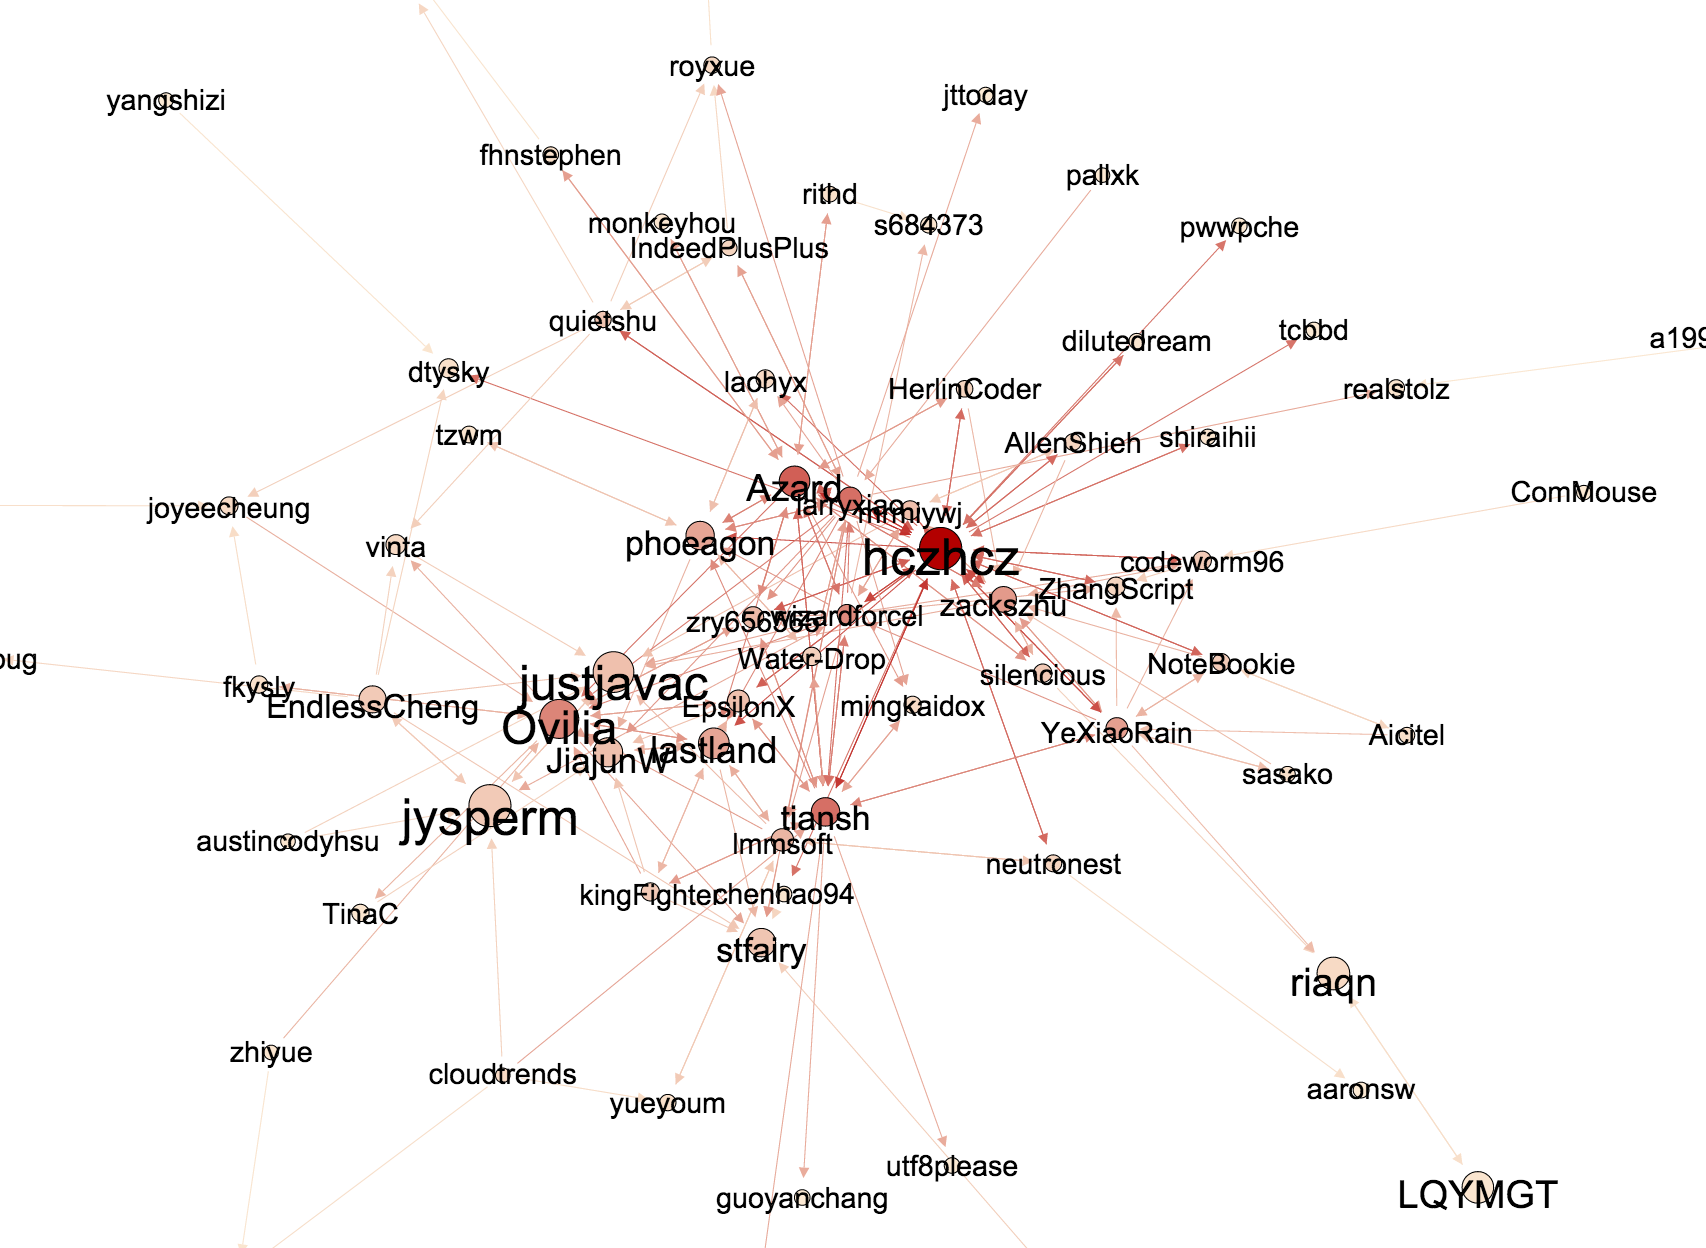 royxue
jttoday
yangshizi
fhnstephen
pallxk
rithd
monkeyhou
s684373
pwwpche
IndeedPlusPlus
quietshu
tcbbd
dilutedream
a199
dtysky
laohyx
HerlinCoder
realstolz
tzwm
AllenShieh
shiraihii
Azard
ComMouse
joyeecheung
larryxiao
mrmiywj
phoeagon
vinta
hczhcz
codeworm96
ZhangScript
zackszhu
zry656565
wizardforcel
oug
Water-Drop
NoteBookie
silencious
fkysly
justjavac
EndlessCheng
EpsilonX
mingkaidox
Ovilia
YeXiaoRain
Aicitel
lastland
JiajunW
sasako
jysperm
tiansh
austincodyhsu
lmmsoft
neutronest
kingFighter
chenhao94
TinaC
stfairy
riaqn
zhiyue
cloudtrends
yueyoum
aaronsw
utf8please
guoyanchang
LQYMGT